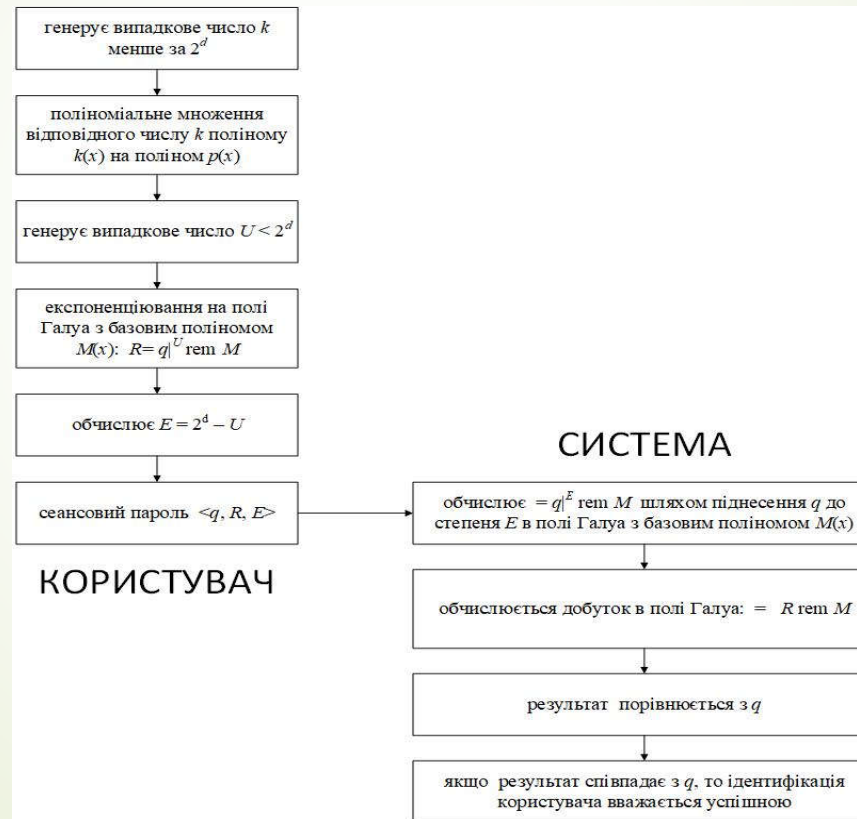 генерує випадкове число k
менше за 2^d
поліноміальне множення
відповідного числу k поліному
k(x) на поліном p(x)
генерує випадкове число U < 2^d
експоненціювання на полі
Галуа з базовим поліномом
M(x): R= q|^U rem M
обчислює E = 2^d – U
сеансовий пароль <q, R, E>
КОРИСТУВАЧ
СИСТЕМА
обчислює = q|^E rem M шляхом піднесення q до
степеня E в полі Галуа з базовим поліномом M(x)
обчислюється добуток в полі Галуа: = R rem M
результат порівнюється з q
якщо результат співпадає з q, то ідентифікація
користувача вважається успішною